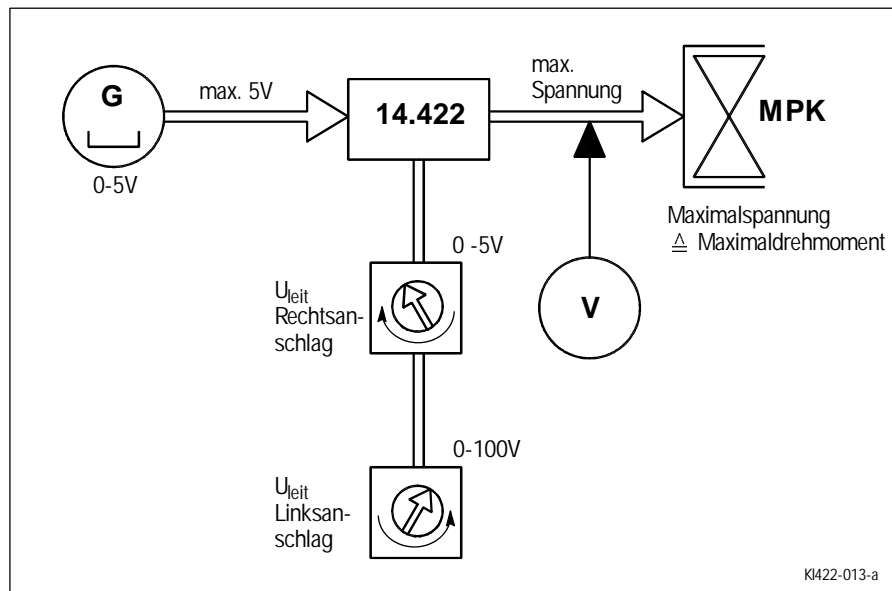 G
0-5V
max. 5V
14.422
max.
Spannung
MPK
Maximalspannung
≙ Maximaldrehmoment
V
0 -5V
Uleit
Rechtsan-
schlag
0-100V
Uleit
Linksan-
schlag
KI422-013-a